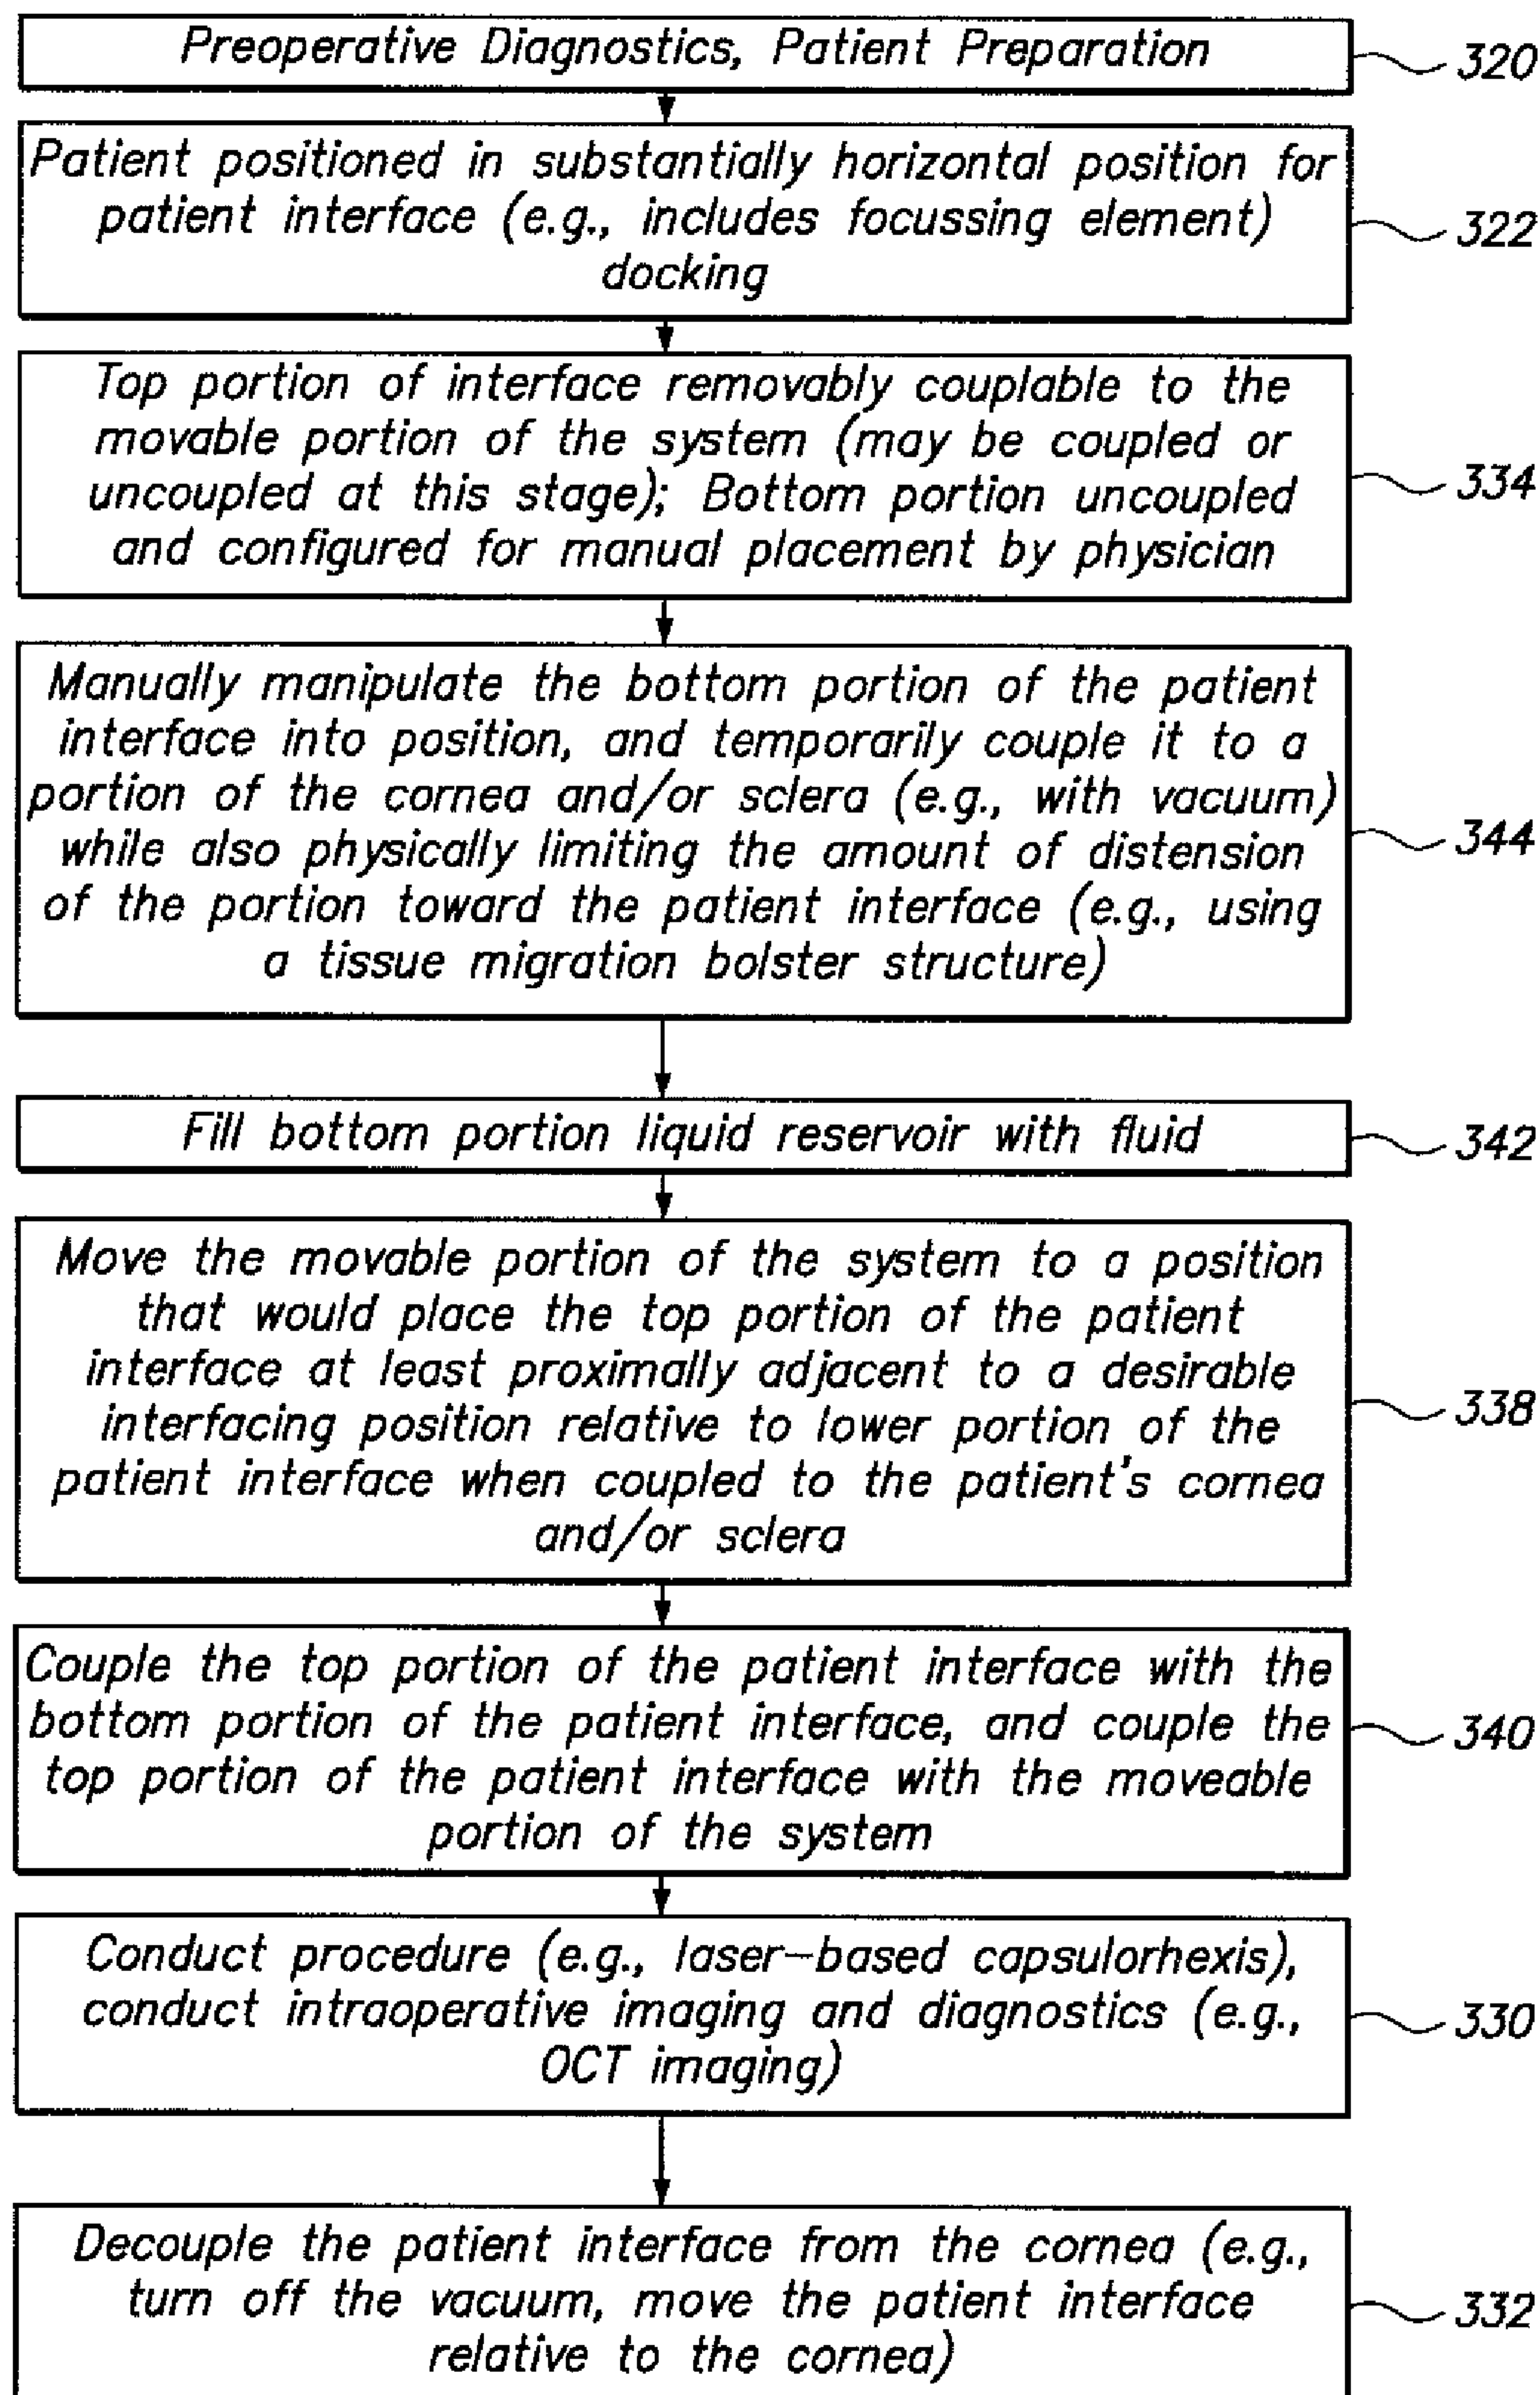 Preoperative Diagnostics, Patient Preparation
320
Patient positioned in substantially horizontal position for
patient interface (e.g., includes focussing element)
docking
322
Top portion of interface removably couplable to the
movable portion of the system (may be coupled or
uncoupled at this stage); Bottom portion uncoupled
and configured for manual placement by physician
334
Manually manipulate the bottom portion of the patient
interface into position, and temporarily couple it to a
portion of the cornea and/or sclera (e.g., with vacuum)
while also physically limiting the amount of distension
of the portion toward the patient interface (e.g., using
a tissue migration bolster structure)
344
Fill bottom portion liquid reservoir with fluid
342
Move the movable portion of the system to a position
that would place the top portion of the patient
interface at least proximally adjacent to a desirable
interfacing position relative to lower portion of the
patient interface when coupled to the patient's cornea
and/or sclera
338
Couple the top portion of the patient interface with the
bottom portion of the patient interface, and couple the
top portion of the patient interface with the moveable
portion of the system
340
Conduct procedure (e.g., laser-based capsulorhexis),
conduct intraoperative imaging and diagnostics (e.g.,
OCT imaging)
330
Decouple the patient interface from the cornea (e.g.,
turn off the vacuum, move the patient interface
relative to the cornea)
332